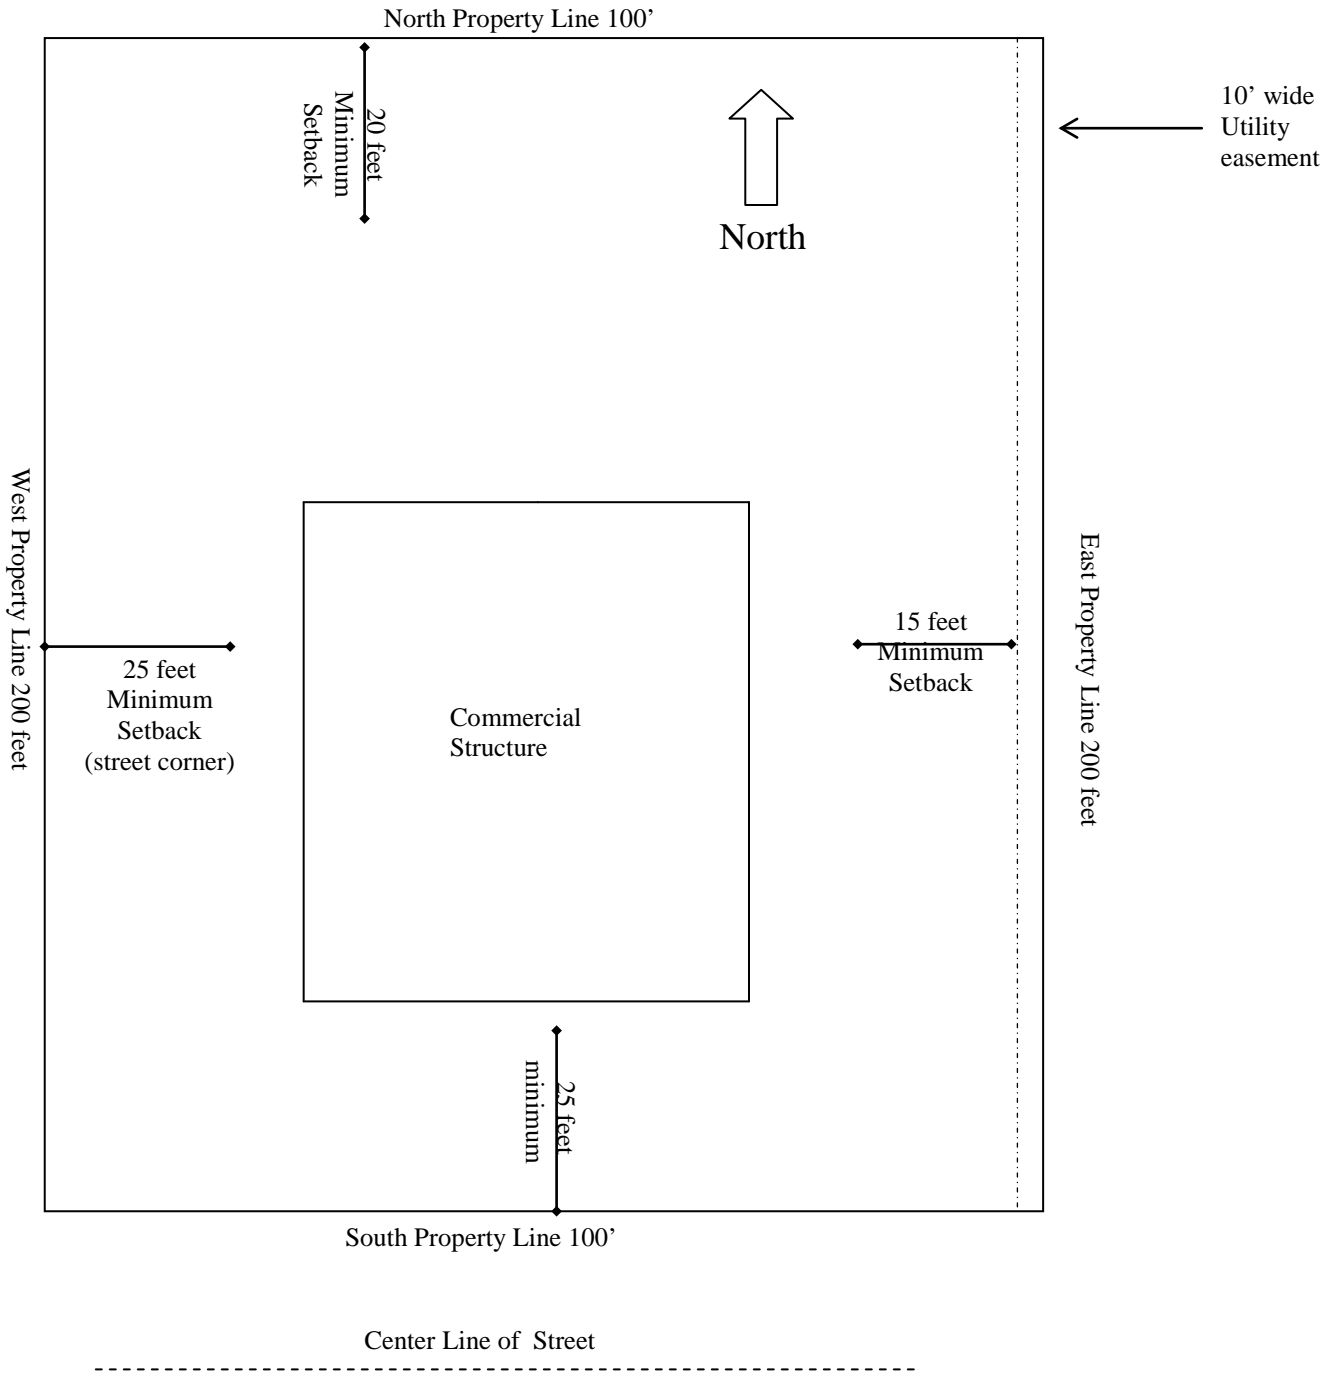 North Property Line 100’
20 feet
Minimum
Setback
10’ wide
Utility
easement
North
West Property Line 200 feet
East Property Line 200 feet
15 feet
Minimum
Setback
25 feet
Minimum
Setback
(street corner)
Commercial
Structure
25 feet
minimum
South Property Line 100’
Center Line of Street